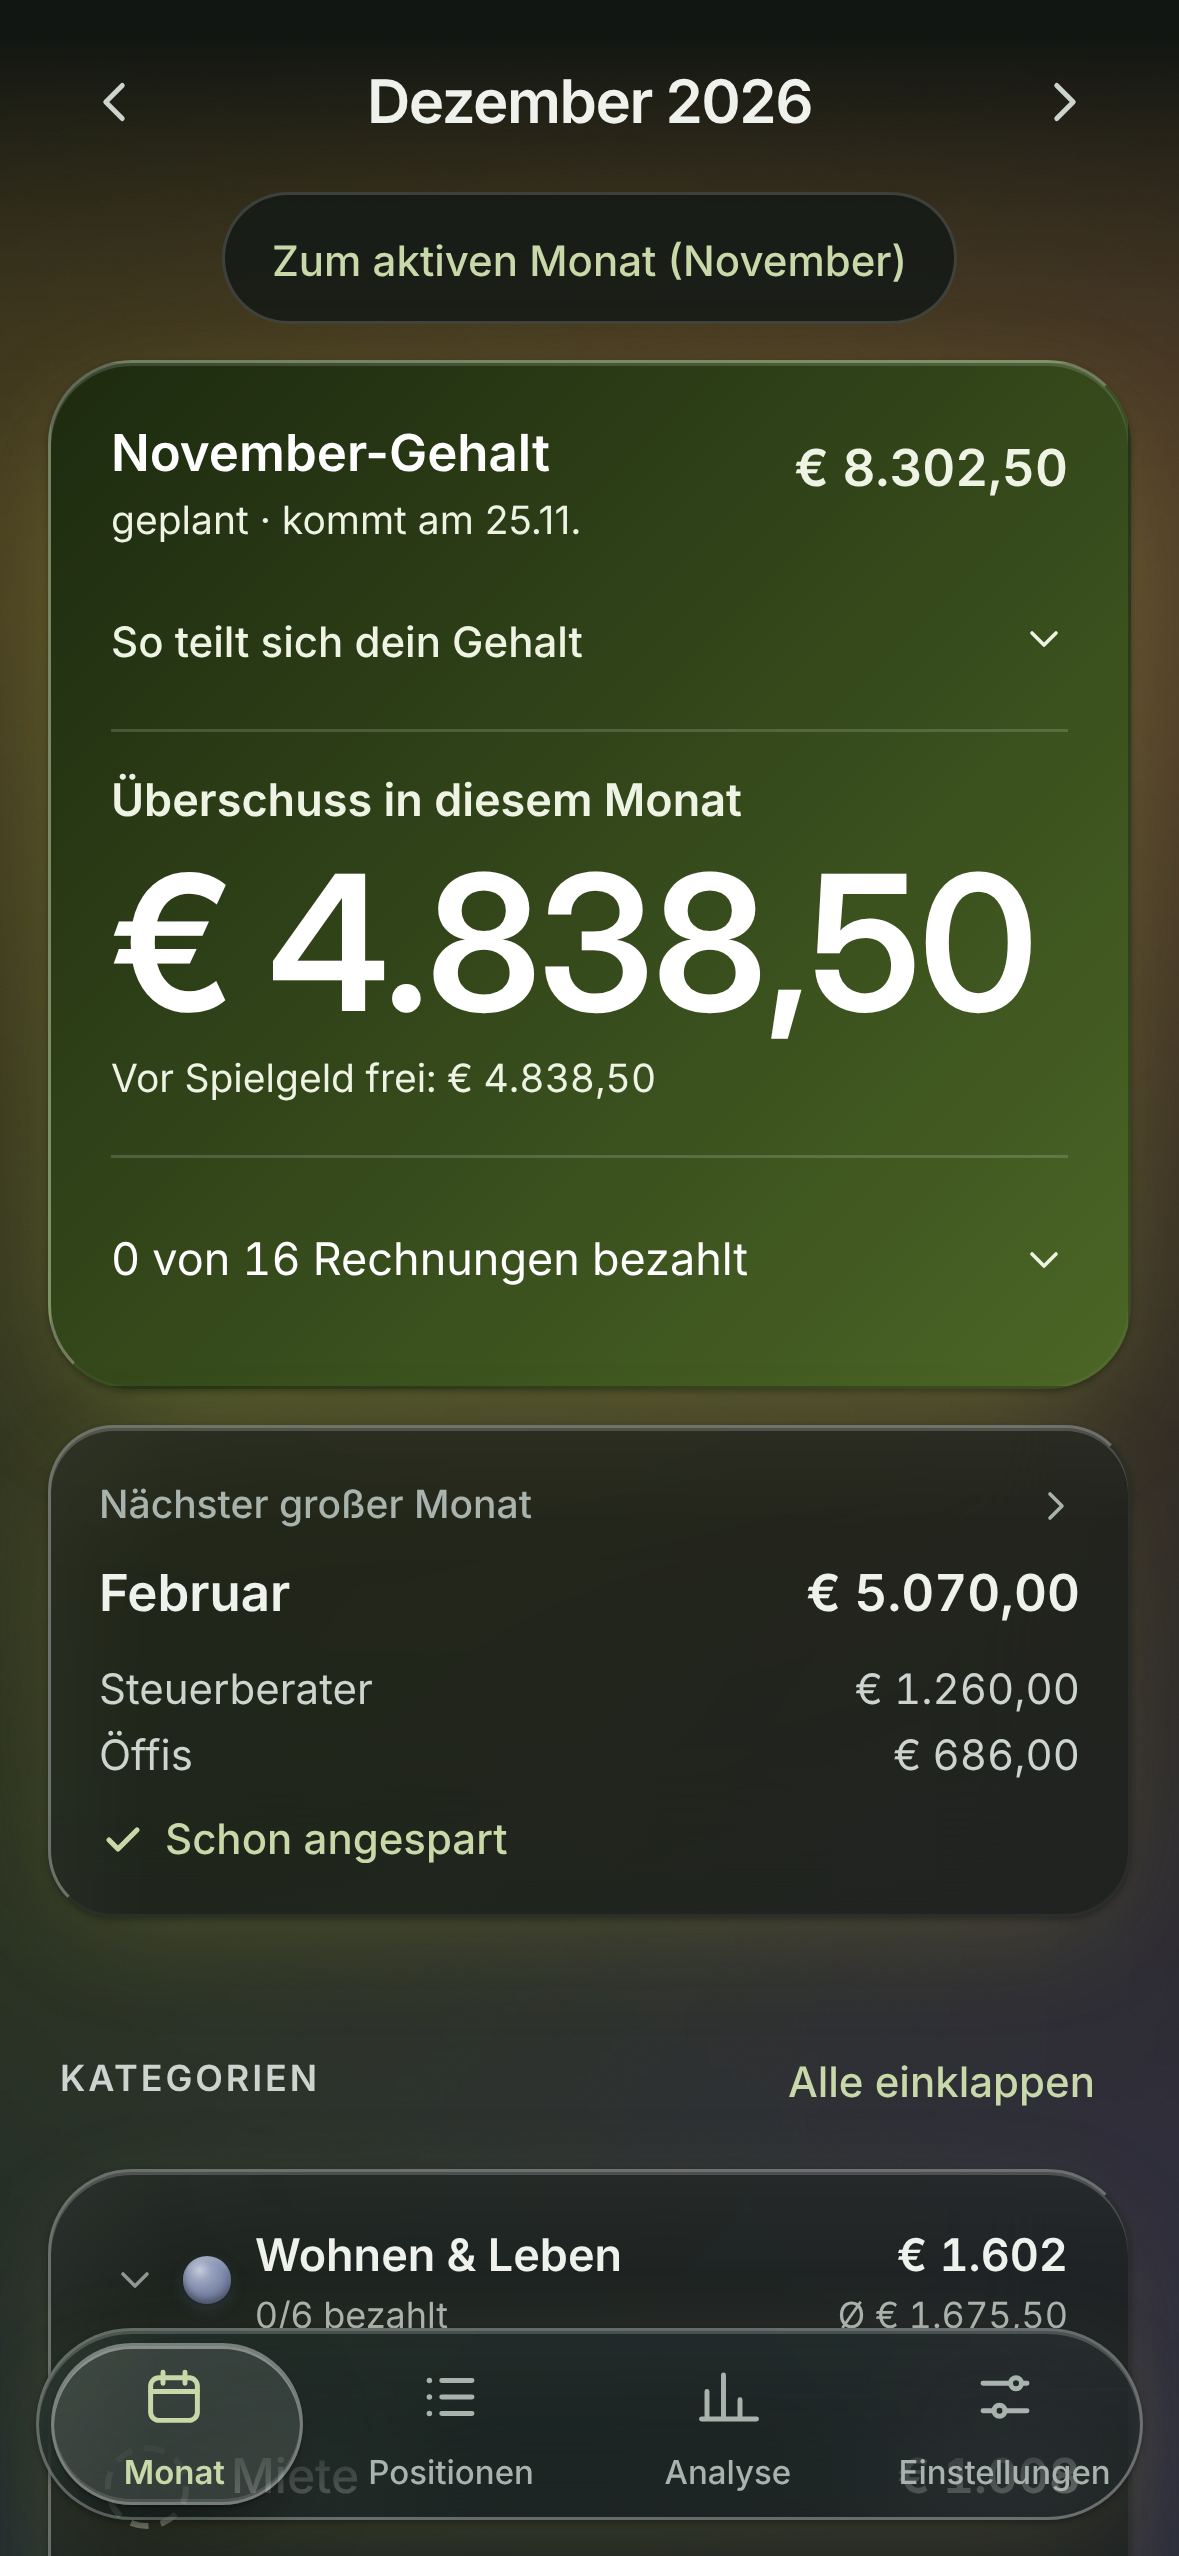 Dezember 2026
Zum aktiven Monat (November)
November-Gehalt
€ 8.302,50
geplant · kommt am 25.11.
So teilt sich dein Gehalt
Überschuss in diesem Monat
€ 4.838,50
Vor Spielgeld frei: € 4.838,50
0 von 16 Rechnungen bezahlt
Nächster großer Monat
Februar € 5.070,00
Steuerberater € 1.260,00
Öffis € 686,00
Schon angespart
KATEGORIEN Alle einklappen
Wohnen & Leben € 1.602
0/6 bezahlt Ø € 1.675,50
Miete
Monat Positionen Analyse Einstellungen